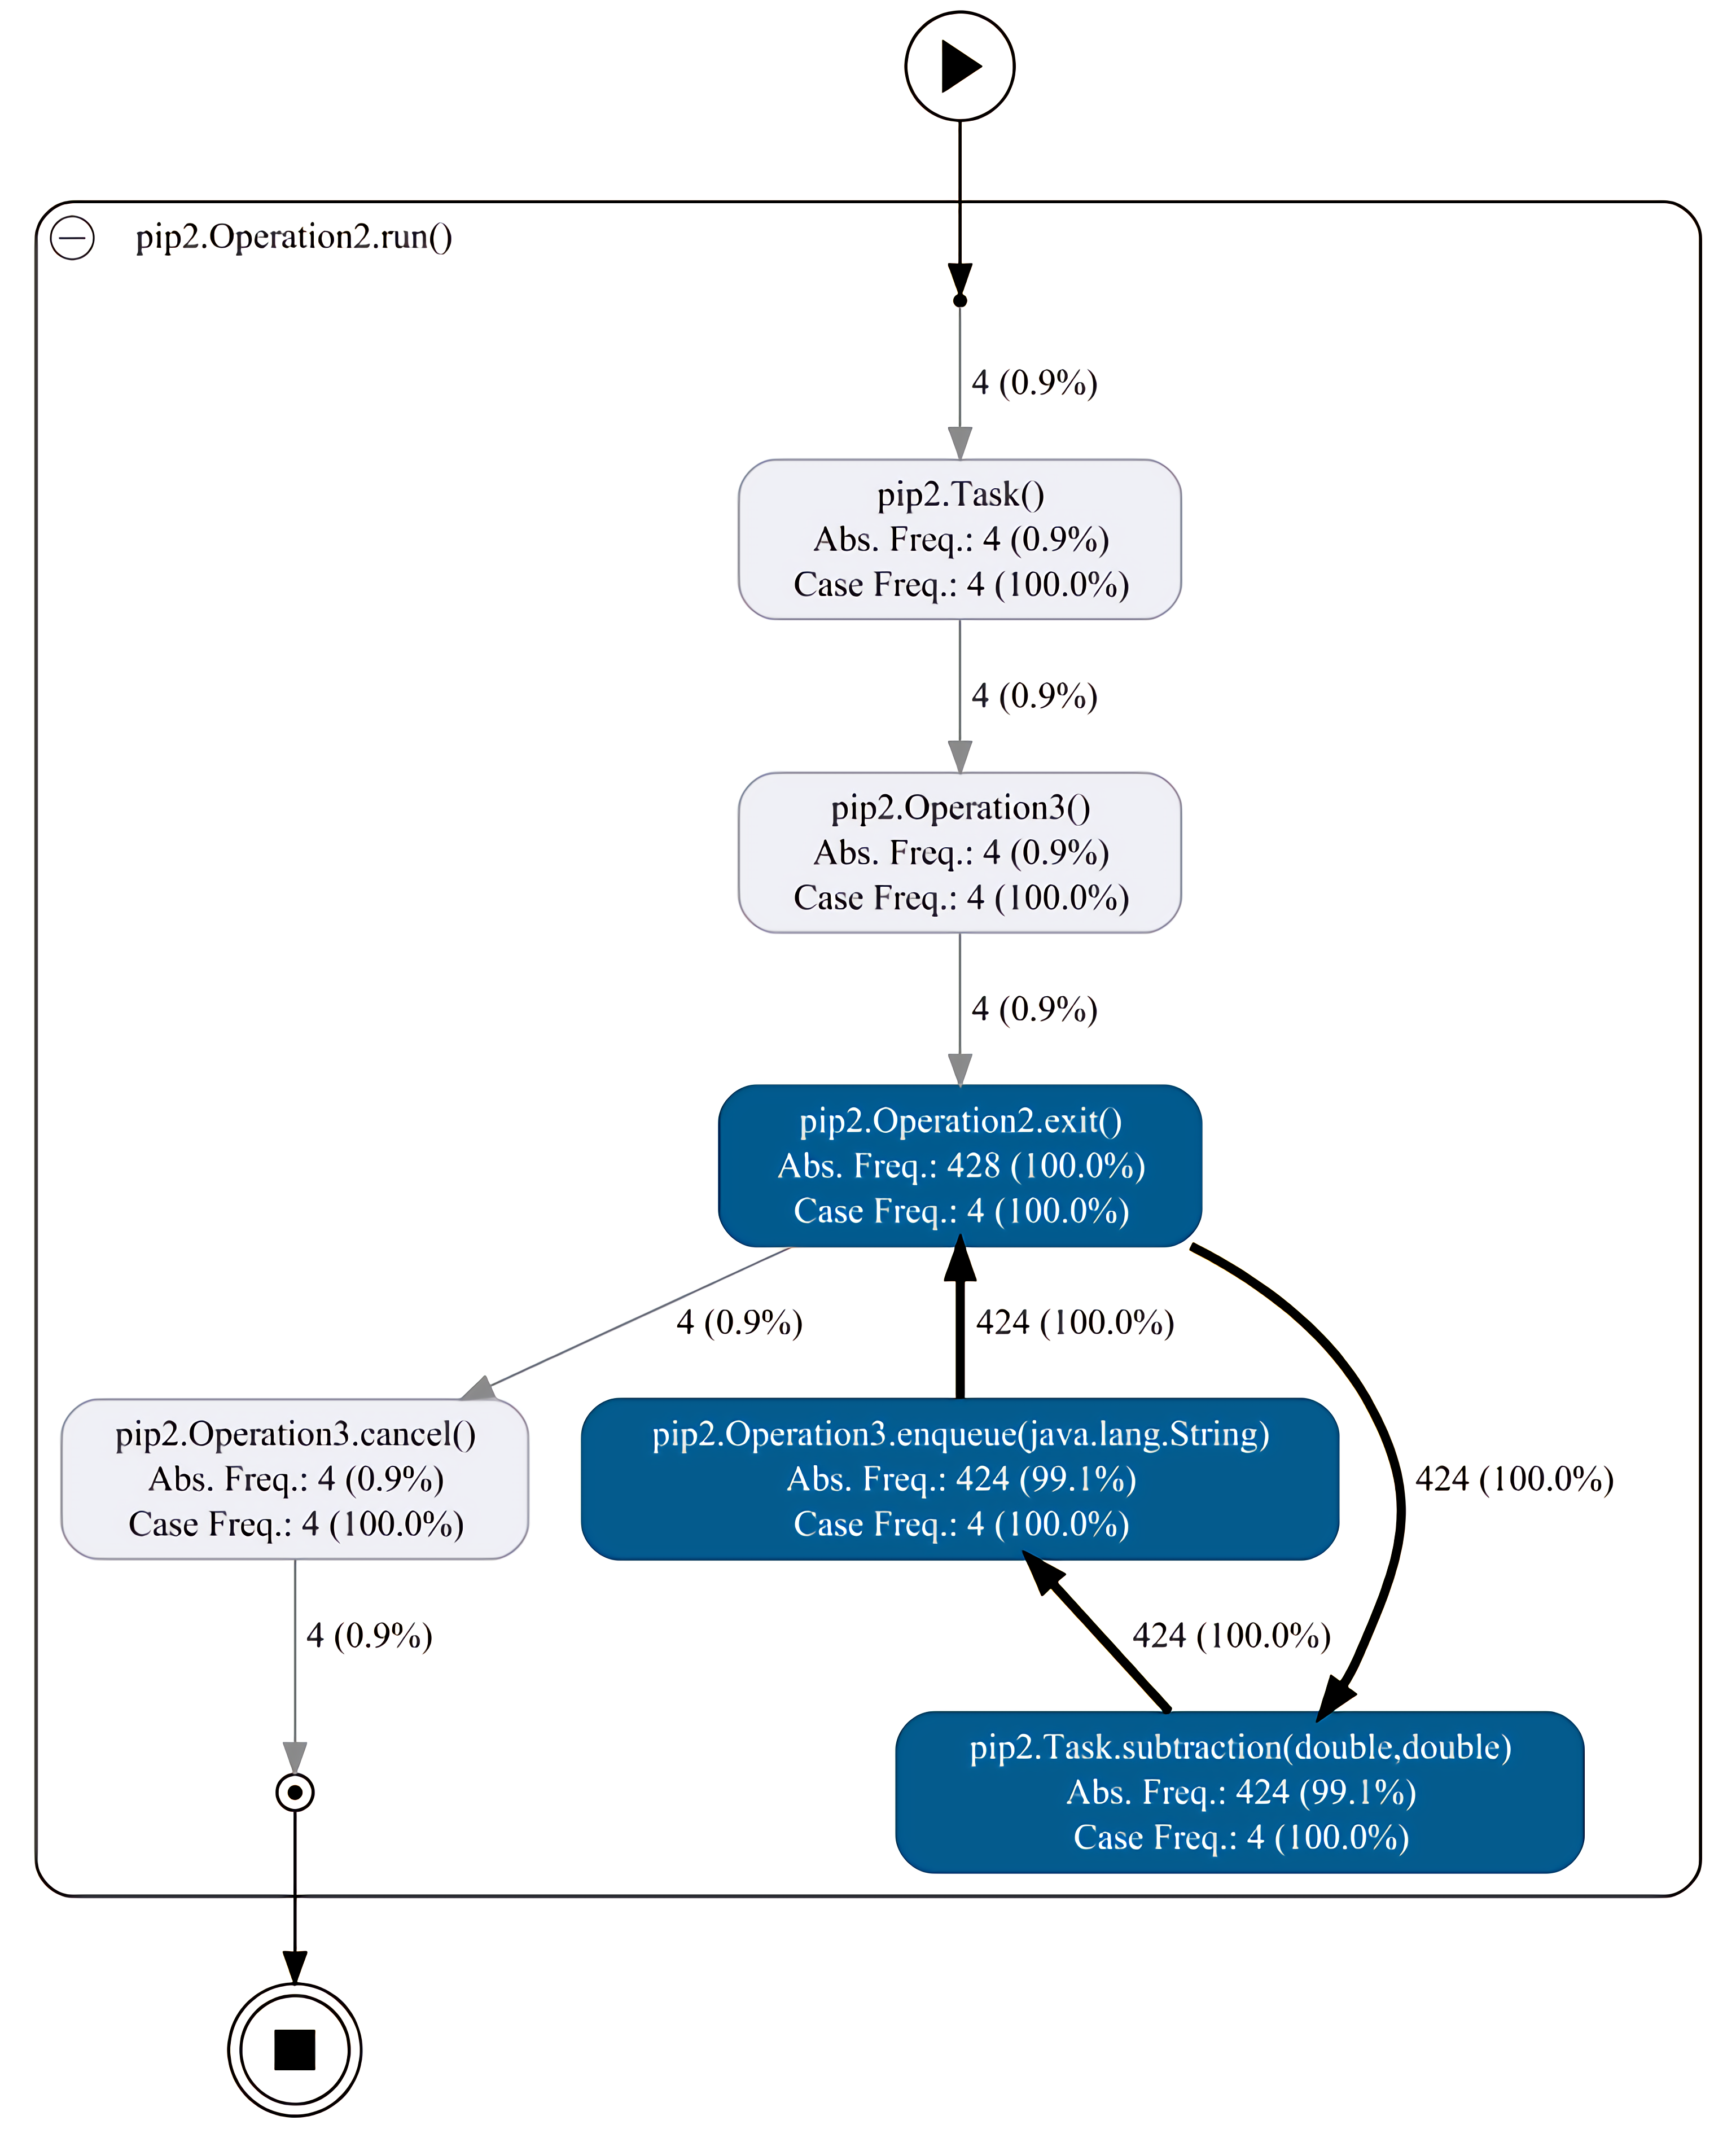 pip2.Operation2.run()
4 (0.9%)
pip2.Task()
Abs. Freq.: 4 (0.9%)
Case Freq.: 4 (100.0%)
4 (0.9%)
pip2.Operation3()
Abs. Freq.: 4 (0.9%)
Case Freq.: 4 (100.0%)
4 (0.9%)
pip2.Operation2.exit()
Abs. Freq.: 428 (100.0%)
Case Freq.: 4 (100.0%)
4 (0.9%)
424 (100.0%)
pip2.Operation3.cancel()
Abs. Freq.: 4 (0.9%)
Case Freq.: 4 (100.0%)
pip2.Operation3.enqueue(java.lang.String)
Abs. Freq.: 424 (99.1%)
Case Freq.: 4 (100.0%)
424 (100.0%)
4 (0.9%)
424 (100.0%)
pip2.Task.subtraction(double,double)
Abs. Freq.: 424 (99.1%)
Case Freq.: 4 (100.0%)